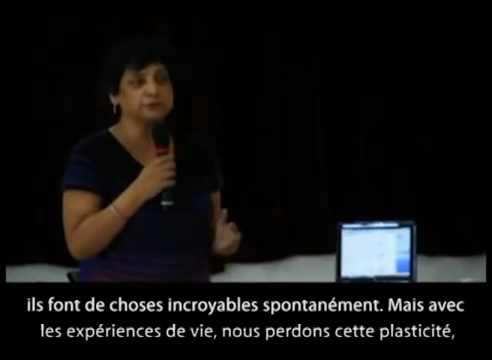 ils font de choses incroyables spontanément. Mais avec
les expériences de vie, nous perdons cette plasticité,